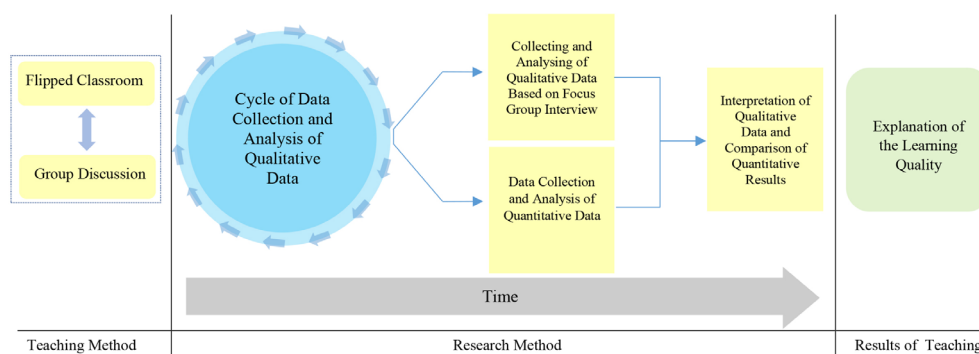 Flipped Classroom
Group Discussion
Cycle of Data
Collection and
Analysis of
Qualitative
Data
Collecting and
Analysing of
Qualitative Data
Based on Focus
Group Interview
Data Collection
and Analysis of
Quantitative Data
Interpretation of
Qualitative
Data and
Comparison of
Quantitative
Results
Explanation of
the Learning
Quality
Time
Teaching Method
Research Method
Results of Teaching